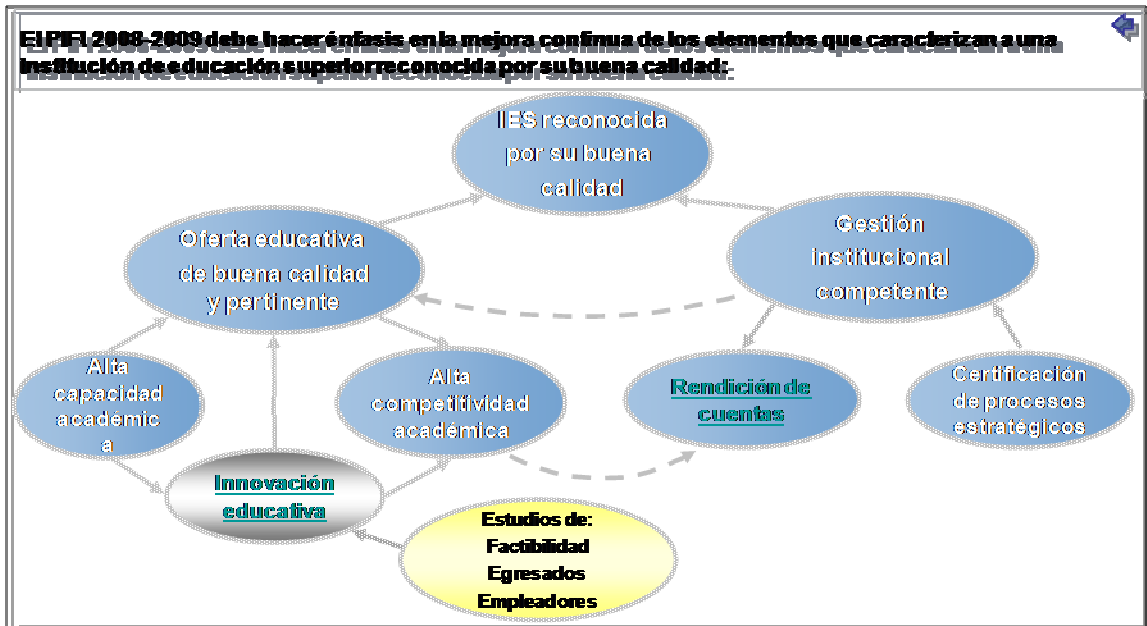 El PIFI 2008-2009 debe hacer énfasis en la mejora continua de los elementos que caracterizan a una
institución de educación superior reconocida por su buena calidad:
IES reconocida
por su buena
calidad
Oferta educativa
de buena calidad
y pertinente
Gestión
institucional
competente
Alta
capacidad
académic
a
Alta
competitividad
académica
Rendición de
cuentas
Certificación
de procesos
estratégicos
Innovación
educativa
Estudios de:
Factibilidad
Egresados
Empleadores